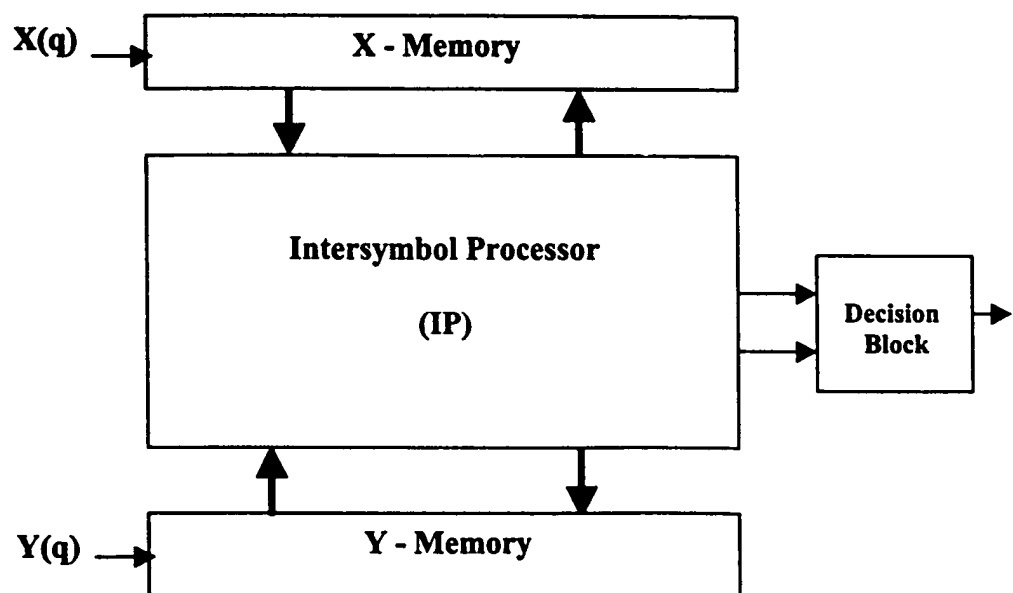 X(q)
X - Memory
Intersymbol Processor
(IP)
Decision
Block
Y(q)
Y - Memory